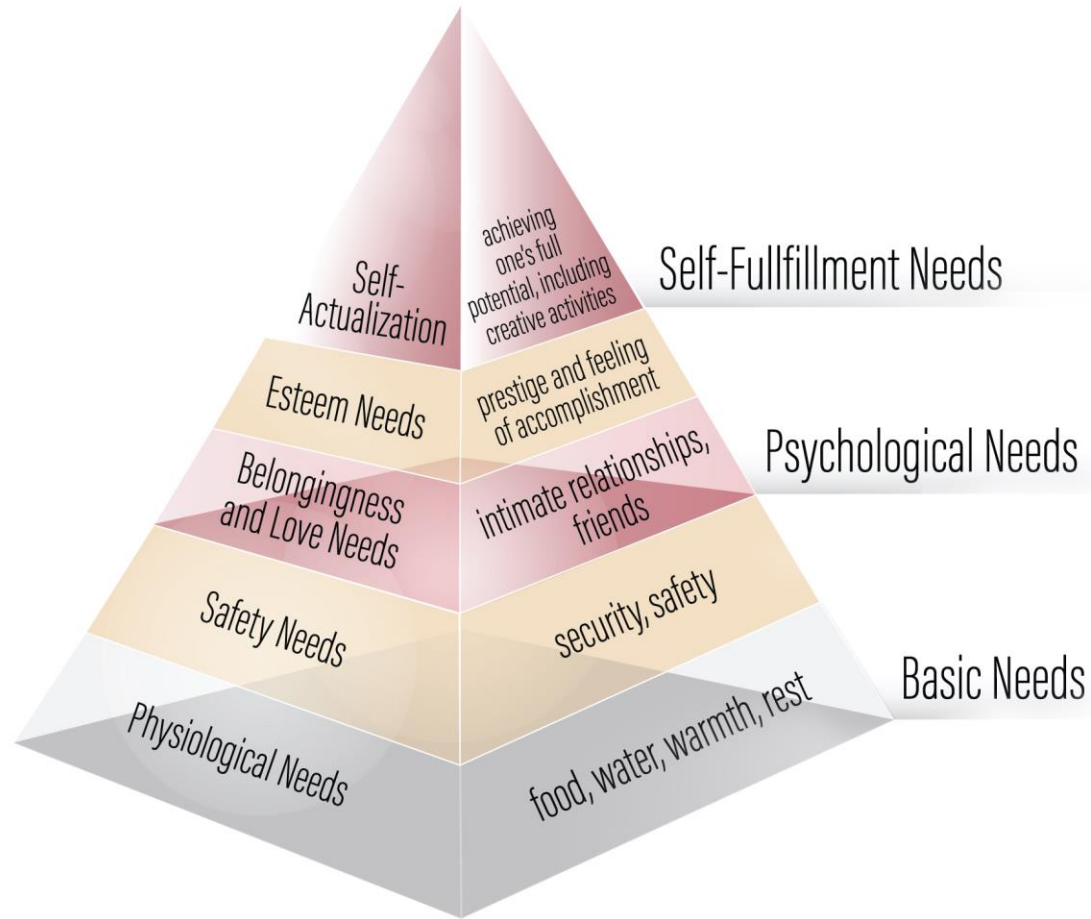 Self-
Actualization
achieving
one's full
potential, including
creative activities
Self-Fullfillment Needs
Esteem Needs
prestige and feeling
of accomplishment
Psychological Needs
Belongingness
and Love Needs
intimate relationships,
friends
Safety Needs
security, safety
Basic Needs
Physiological Needs
food, water, warmth, rest